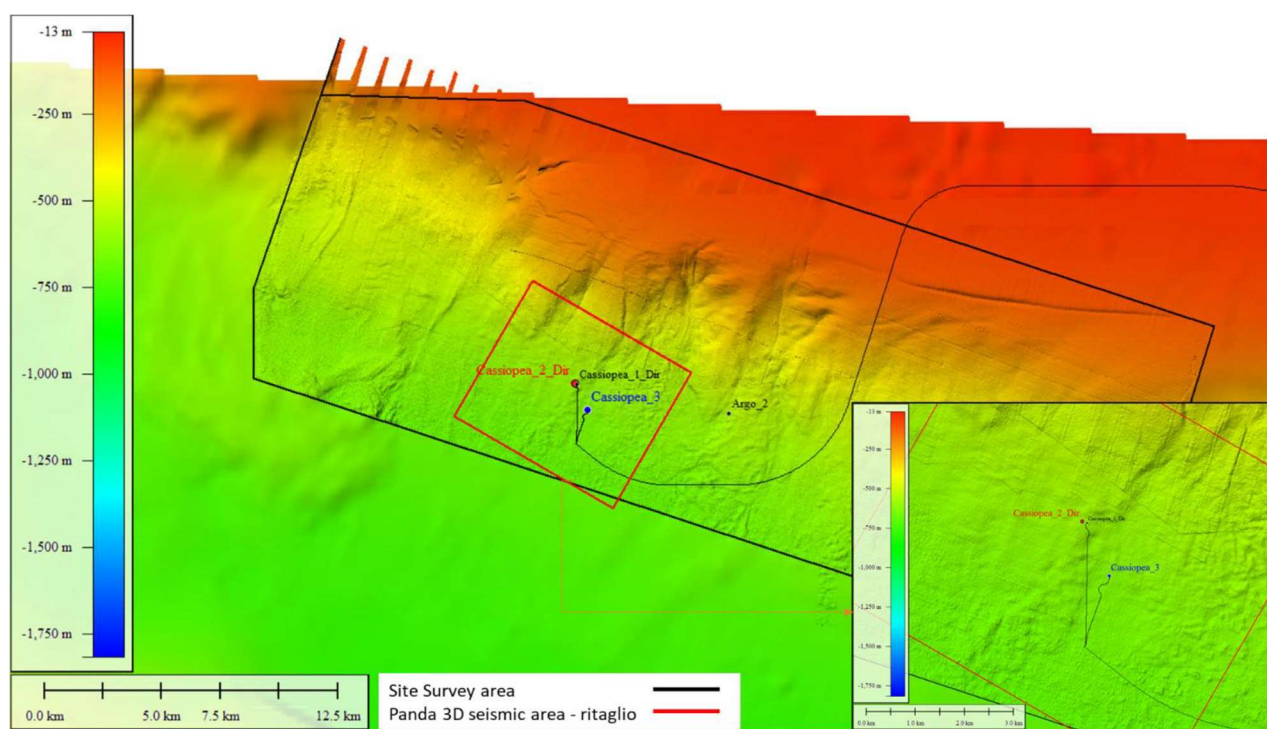 -13 m
-250 m
-500 m
-750 m
-1,000 m
-1,250 m
-1,500 m
-1,750 m
0.0 km 5.0 km 7.5 km 12.5 km
Cassiopea_2_Dir Cassiopea_1_Dir
Cassiopea_3
Argo_2
Site Survey area
Panda 3D seismic area - ritaglio
-13 m
-250 m
-500 m
-750 m
-1,000 m
-1,250 m
-1,500 m
-1,750 m
Cassiopea_2_Dir Cassiopea_1_Dir
Cassiopea_3
0.0 km 1.0 km 2.0 km 3.0 km